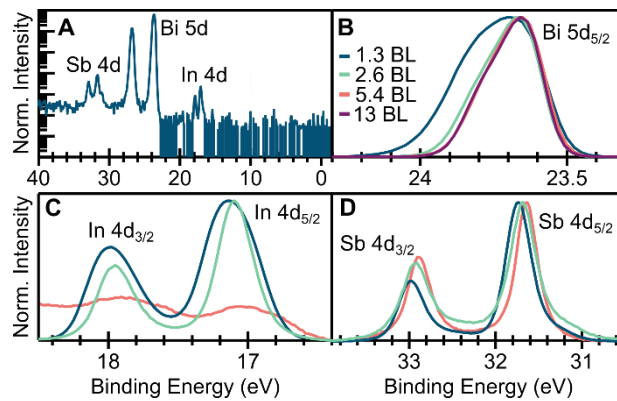 A
Bi 5d
Sb 4d
In 4d
Norm. Intensity
40 30 20 10 0
B
Bi 5d5/2
1.3 BL
2.6 BL
5.4 BL
13 BL
24 23.5
C
In 4d3/2
In 4d5/2
Norm. Intensity
18 17
Binding Energy (eV)
D
Sb 4d3/2
Sb 4d5/2
33 32 31
Binding Energy (eV)